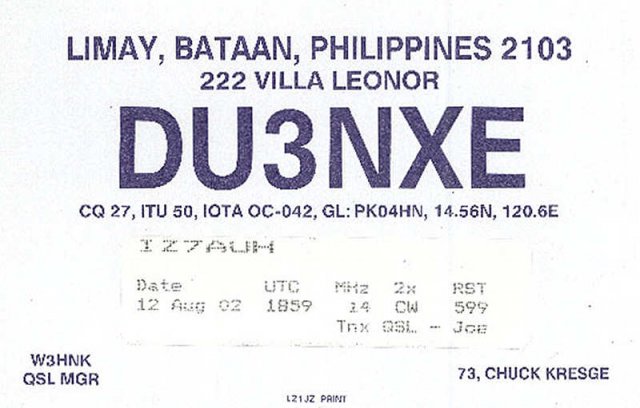 LIMAY, BATAAN, PHILIPPINES 2103
222 VILLA LEONOR
DU3NXE
CQ 27, ITU 50, IOTA OC-042, GL: PK04HN, 14.56N, 120.6E
IZ7AUH
Date UTC MHz 2x RST
12 Aug 02 1859 14 CW 599
Tnx QSL - Joe
W3HNK
QSL MGR
73, CHUCK KRESGE
LZ1JZ PRINT